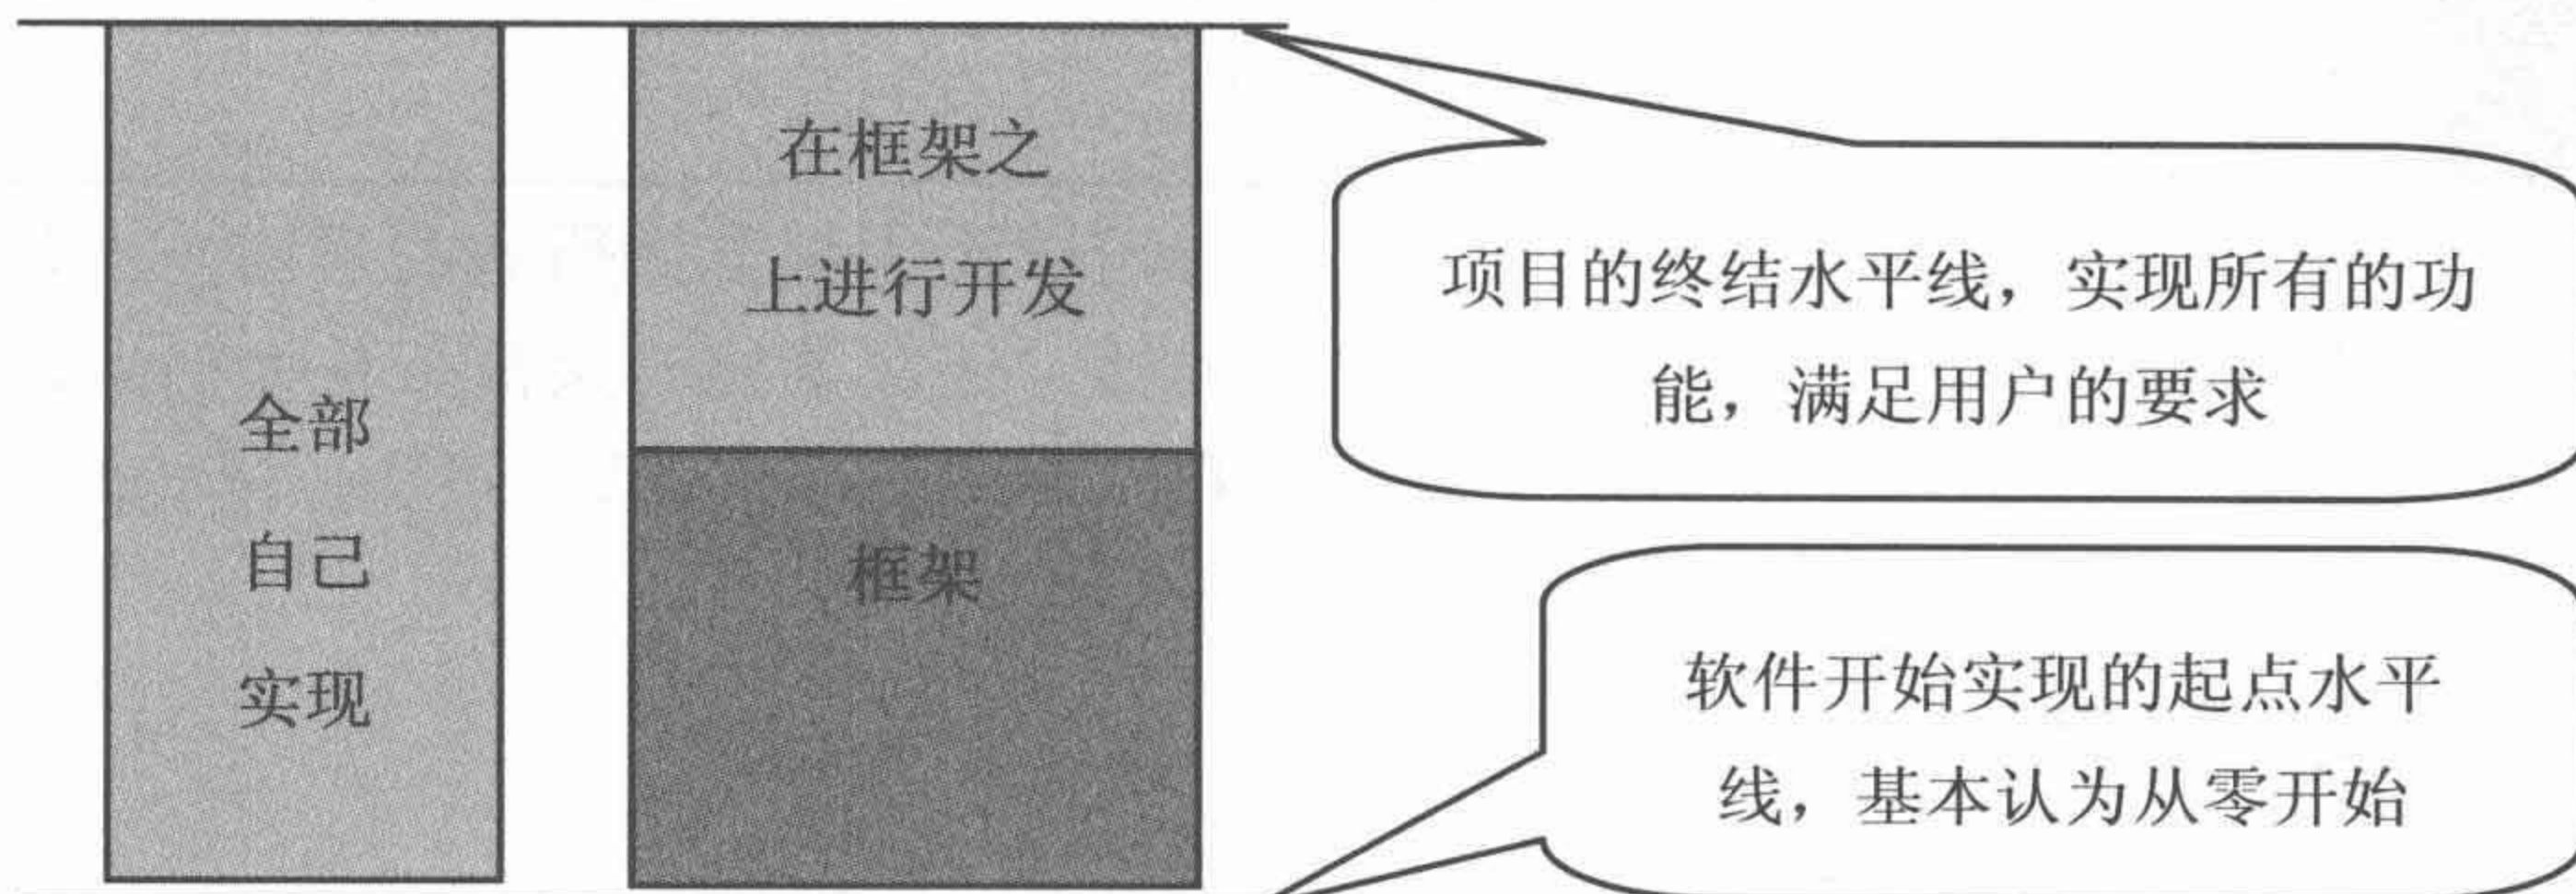 全部
自己
实现
在框架之
上进行开发
框架
项目的终结水平线，实现所有的功
能，满足用户的要求
软件开始实现的起点水平
线，基本认为从零开始